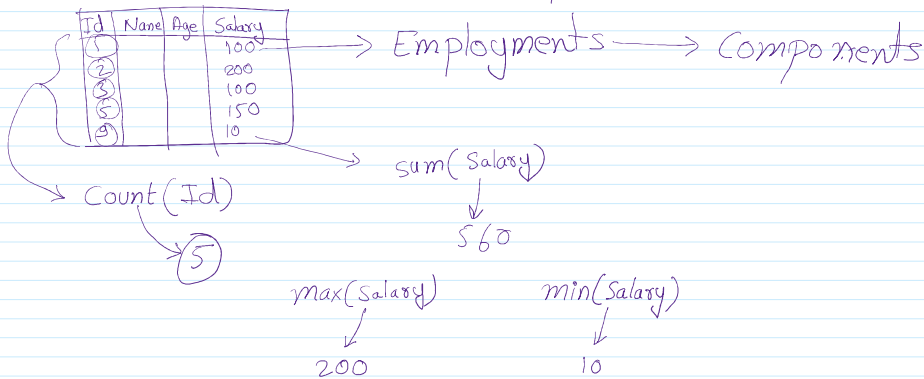 Id Name Age Salary
1 100 Employments Components
2 200
3 100
5 150
9 10
sum(Salary)
Count(Id)
560
5
max(Salary) min(Salary)
200 10